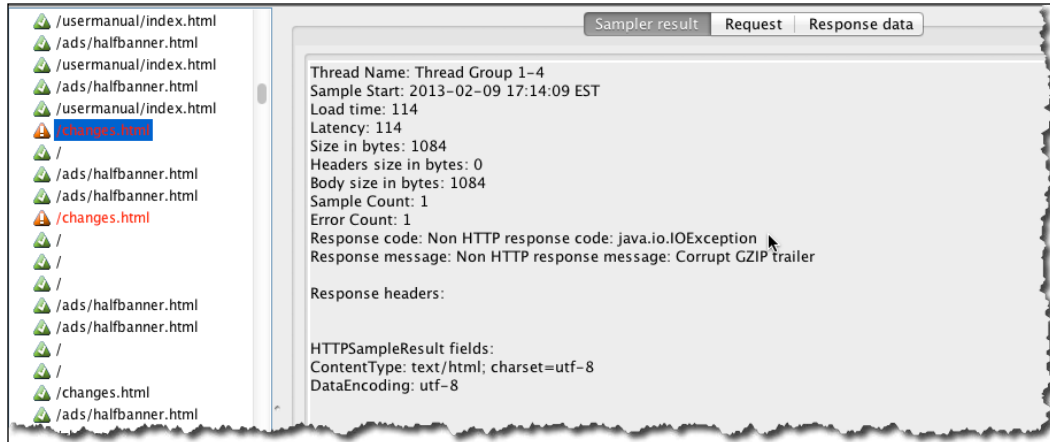 /usermanual/index.html
/ads/halfbanner.html
/usermanual/index.html
/ads/halfbanner.html
/usermanual/index.html
/changes.html
/
/ads/halfbanner.html
/ads/halfbanner.html
/changes.html
/
/
/
/ads/halfbanner.html
/ads/halfbanner.html
/
/
/changes.html
/ads/halfbanner.html
Sampler result Request Response data
Thread Name: Thread Group 1-4
Sample Start: 2013-02-09 17:14:09 EST
Load time: 114
Latency: 114
Size in bytes: 1084
Headers size in bytes: 0
Body size in bytes: 1084
Sample Count: 1
Error Count: 1
Response code: Non HTTP response code: java.io.IOException
Response message: Non HTTP response message: Corrupt GZIP trailer
Response headers:
HTTPSampleResult fields:
ContentType: text/html; charset=utf-8
DataEncoding: utf-8